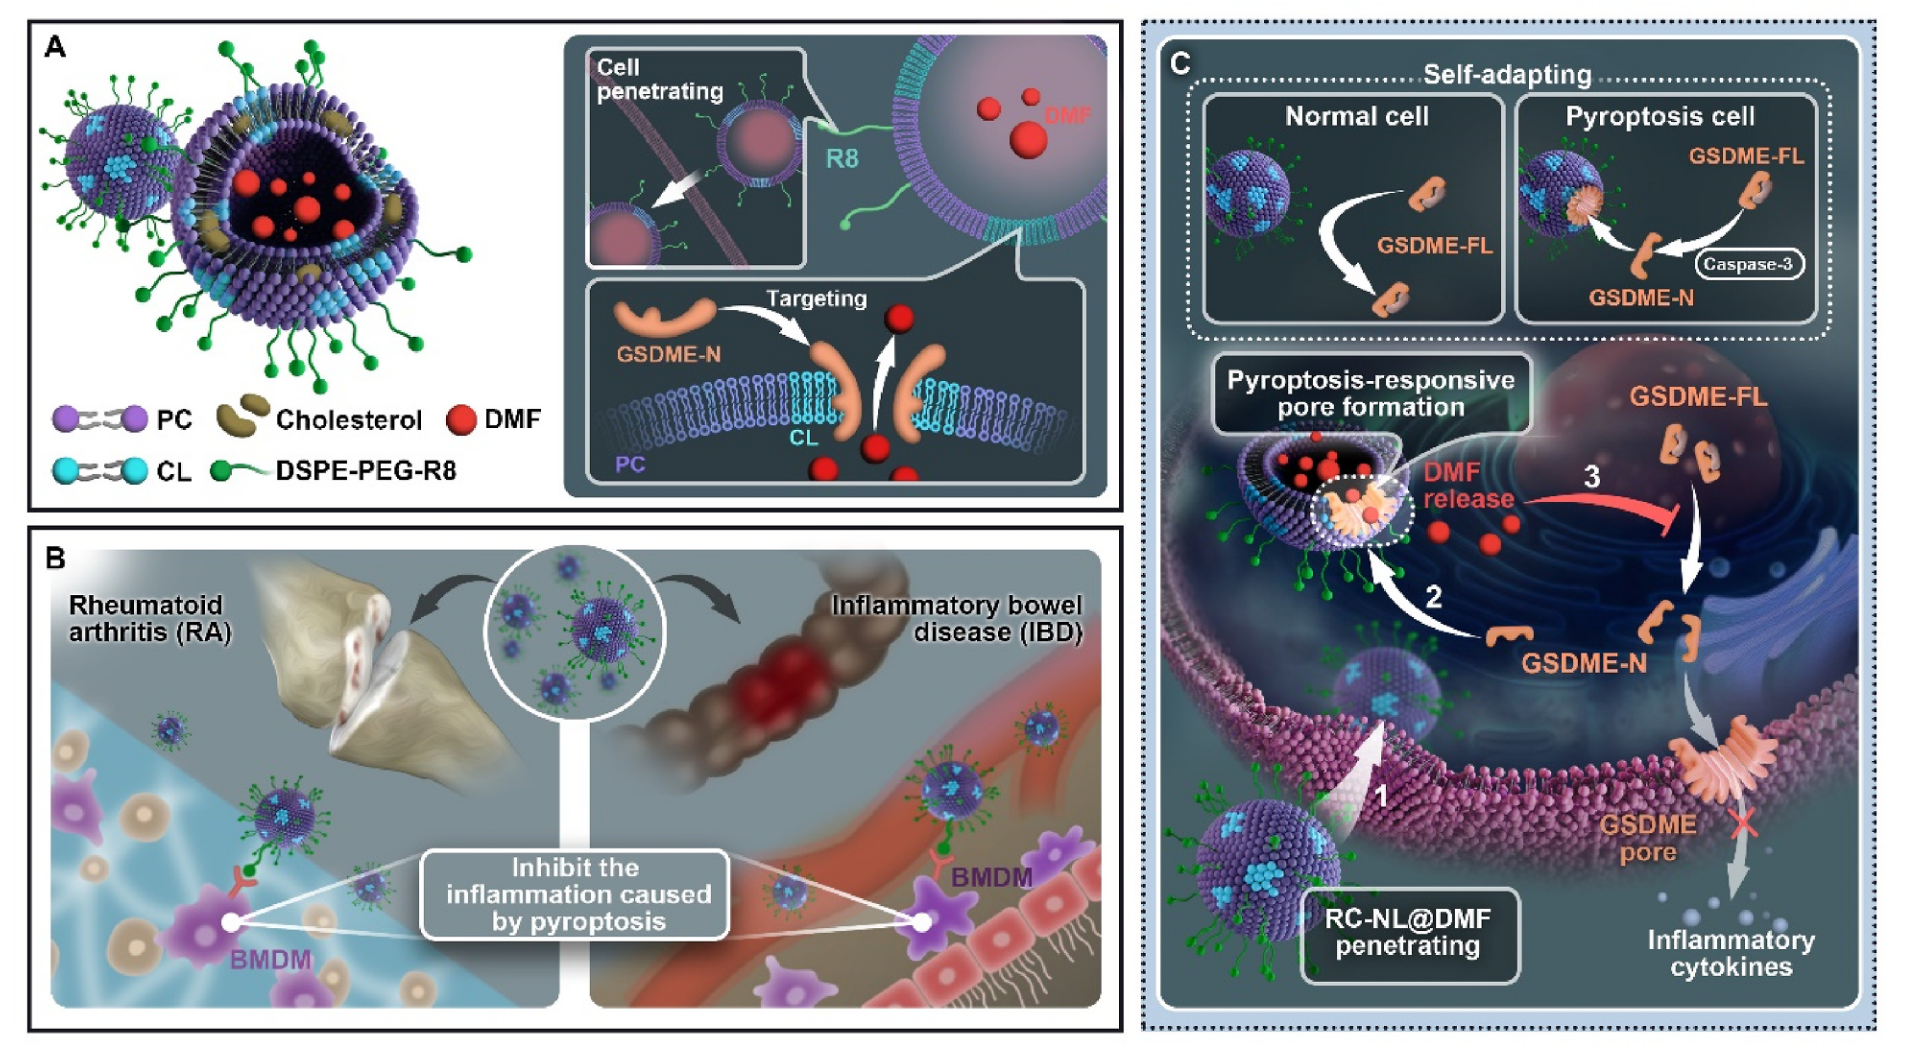 A
Cell
penetrating
DMF
R8
Targeting
GSDME-N
CL
PC
PC
Cholesterol
DMF
CL
DSPE-PEG-R8
B
Rheumatoid
arthritis (RA)
Inflammatory bowel
disease (IBD)
Inhibit the
inflammation caused
by pyroptosis
BMDM
BMDM
C
Self-adapting
Normal cell
GSDME-FL
Pyroptosis cell
GSDME-FL
Caspase-3
GSDME-N
Pyroptosis-responsive
pore formation
GSDME-FL
DMF
release
3
2
GSDME-N
1
GSDME
pore
RC-NL@DMF
penetrating
Inflammatory
cytokines